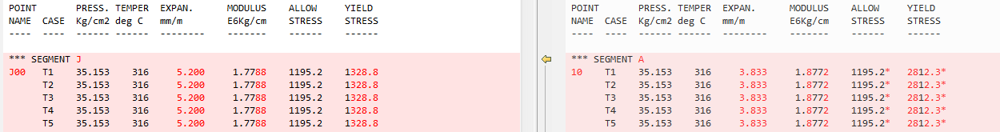 POINT PRESS. TEMPER EXPAN. MODULUS ALLOW YIELD
NAME CASE Kg/cm2 deg C mm/m E6Kg/cm STRESS STRESS
---- ---- ------ ------ -------- ------- ------ ------
*** SEGMENT J
J00 T1 35.153 316 5.200 1.7788 1195.2 1328.8
T2 35.153 316 5.200 1.7788 1195.2 1328.8
T3 35.153 316 5.200 1.7788 1195.2 1328.8
T4 35.153 316 5.200 1.7788 1195.2 1328.8
T5 35.153 316 5.200 1.7788 1195.2 1328.8
POINT PRESS. TEMPER EXPAN. MODULUS ALLOW YIELD
NAME CASE Kg/cm2 deg C mm/m E6Kg/cm STRESS STRESS
---- ---- ------ ------ -------- ------- ------ ------
*** SEGMENT A
10 T1 35.153 316 3.833 1.8772 1195.2* 2812.3*
T2 35.153 316 3.833 1.8772 1195.2* 2812.3*
T3 35.153 316 3.833 1.8772 1195.2* 2812.3*
T4 35.153 316 3.833 1.8772 1195.2* 2812.3*
T5 35.153 316 3.833 1.8772 1195.2* 2812.3*